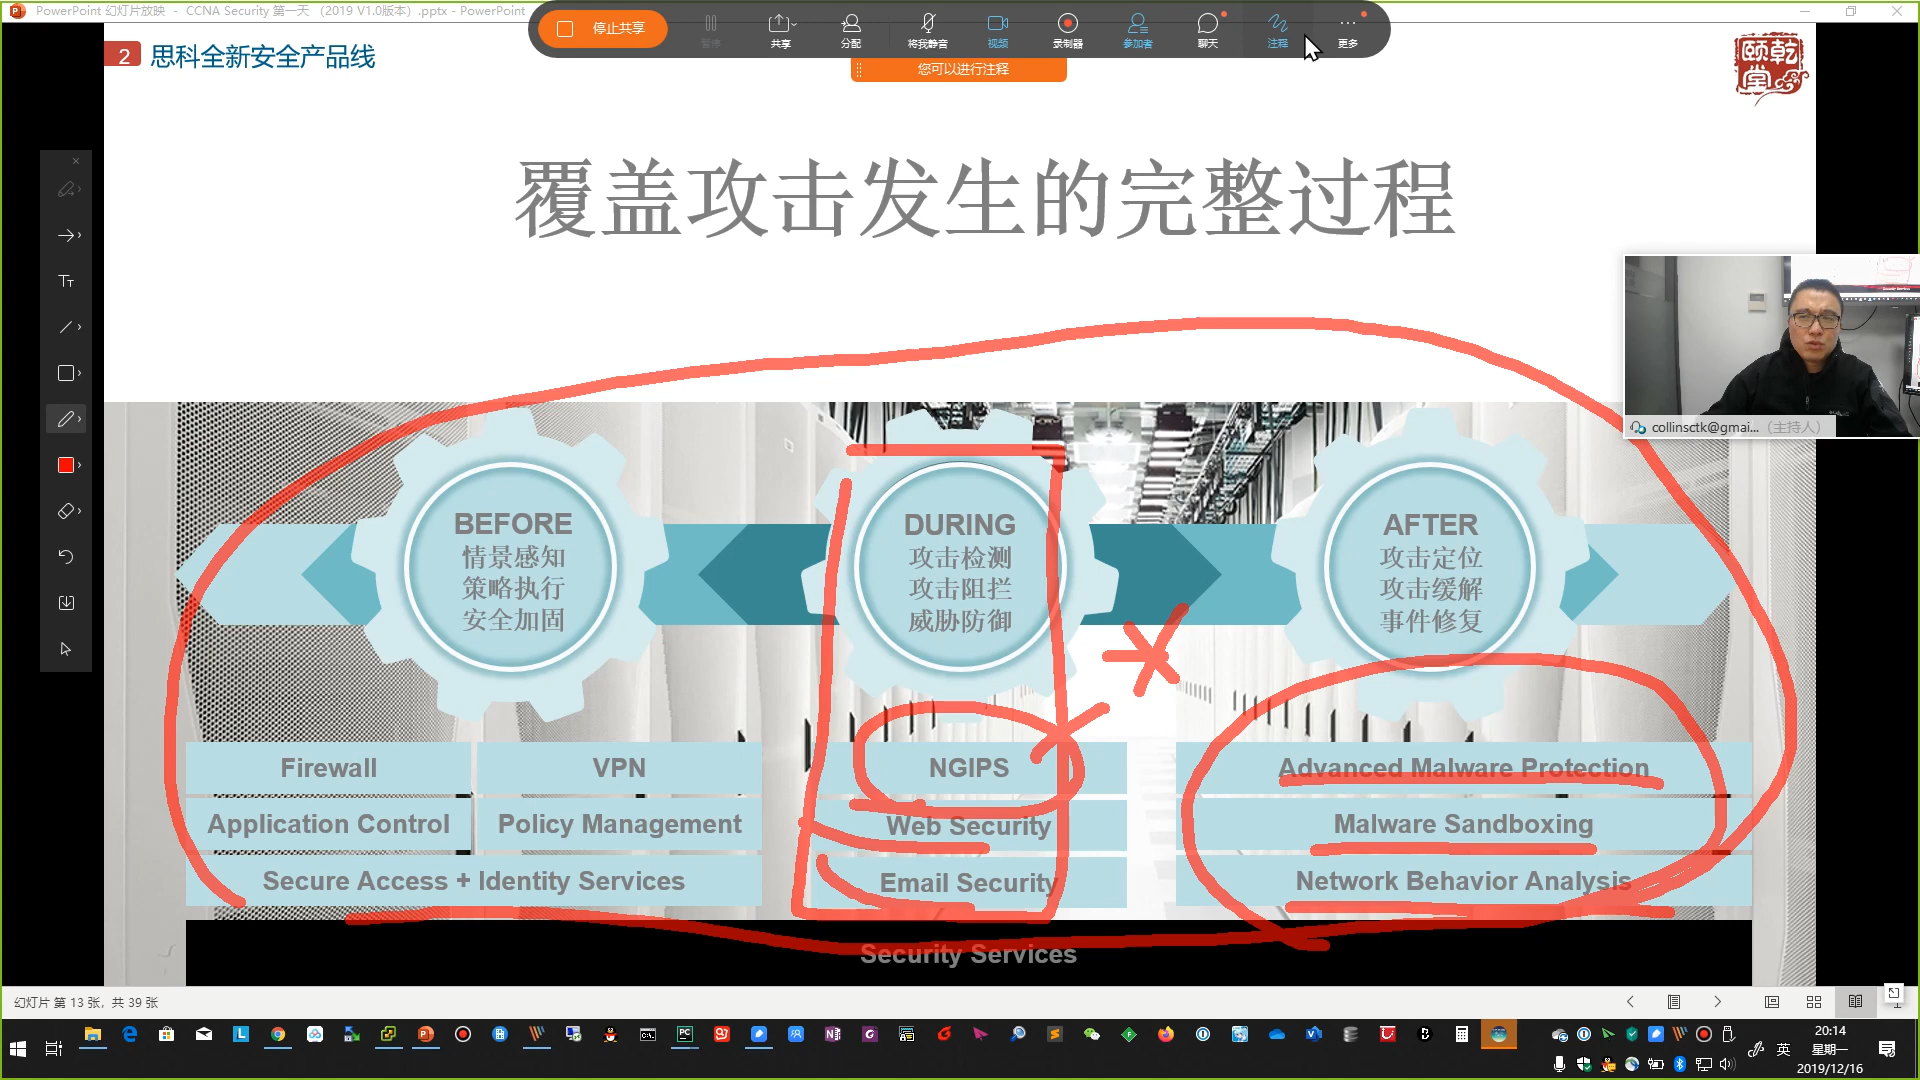 PowerPoint 幻灯片放映 - CCNA Security 第一天 （2019 V1.0版本）.pptx - PowerPoint
停止共享
暂停
共享
分配
将我静音
视频
录制器
参加者
聊天
注释
更多
您可以进行注释
2 思科全新安全产品线
颐乾堂
覆盖攻击发生的完整过程
collinsctk@gmai... （主持人）
BEFORE
情景感知
策略执行
安全加固
DURING
攻击检测
攻击阻拦
威胁防御
AFTER
攻击定位
攻击缓解
事件修复
Firewall
VPN
Application Control
Policy Management
Secure Access + Identity Services
NGIPS
Web Security
Email Security
Advanced Malware Protection
Malware Sandboxing
Network Behavior Analysis
Security Services
幻灯片 第 13 张，共 39 张
英
20:14
星期一
2019/12/16